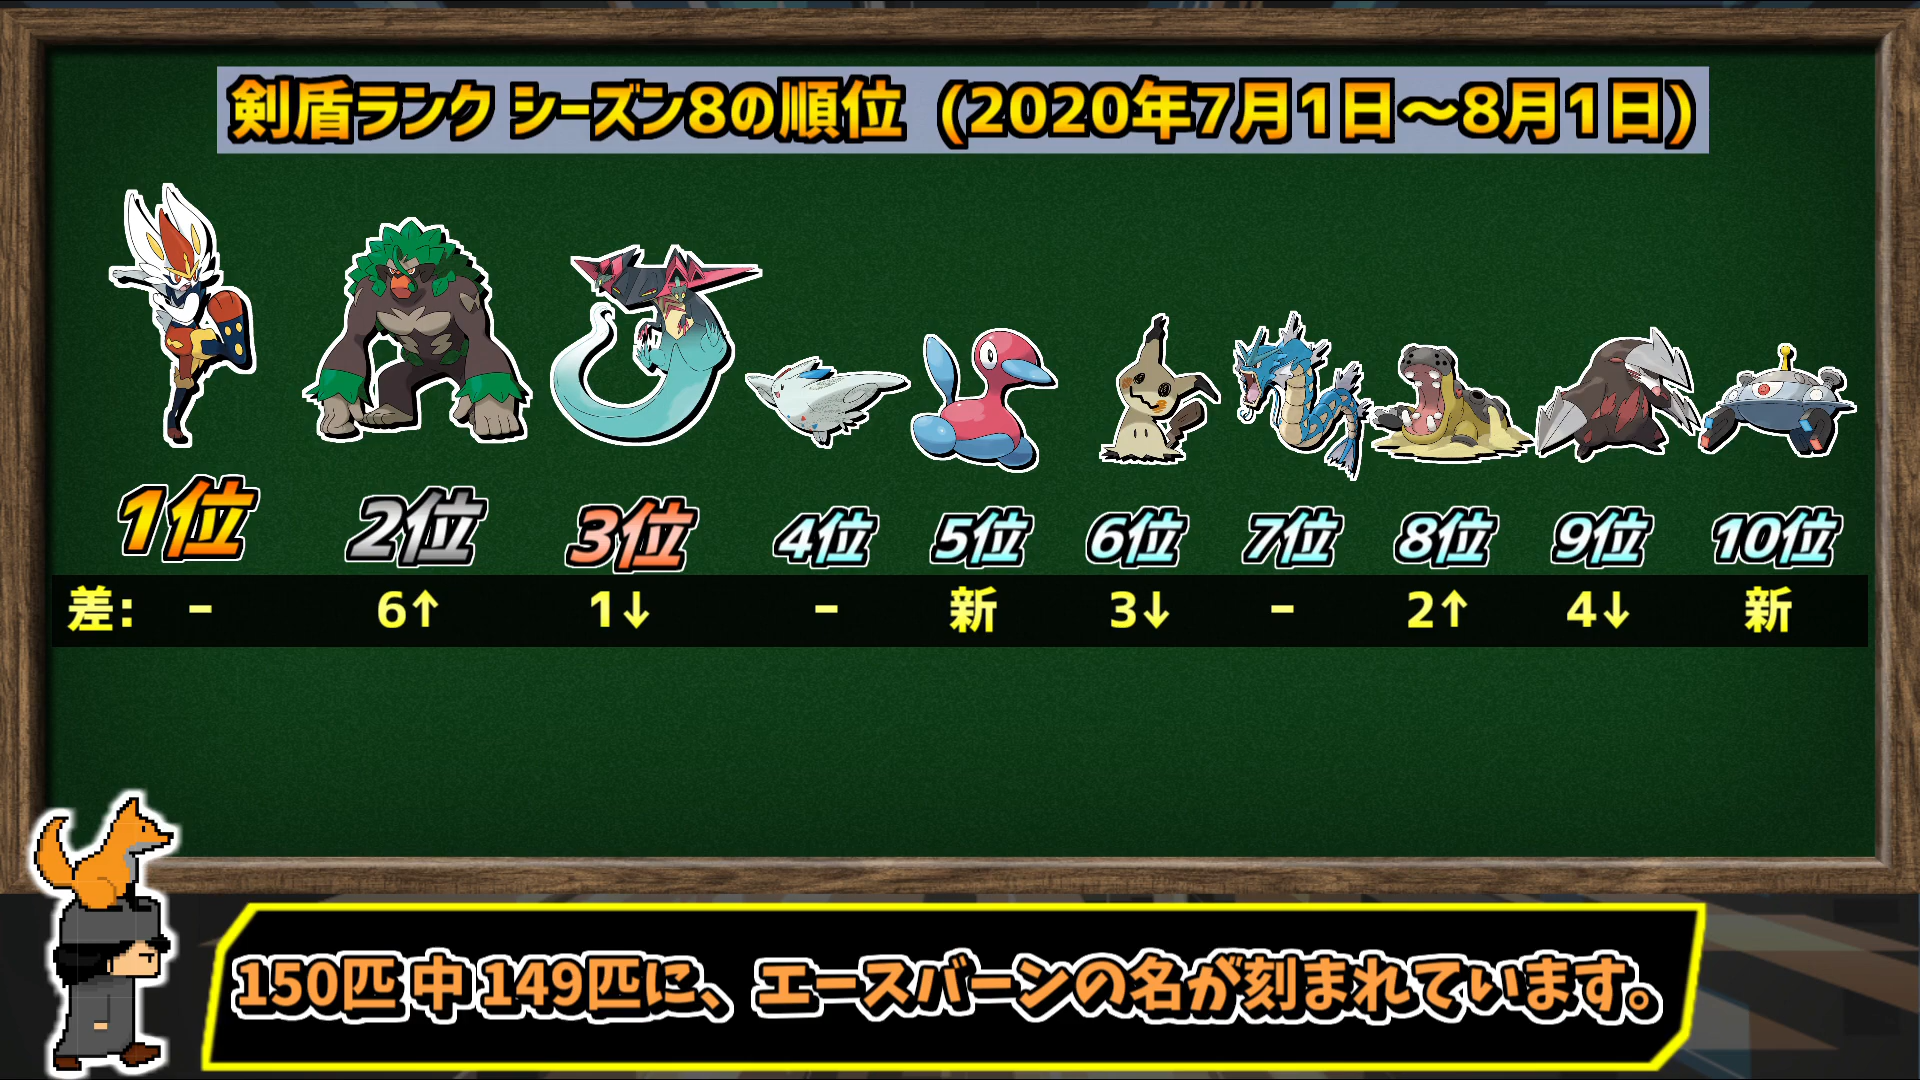 剣盾ランク シーズン8の順位 (2020年7月1日～8月1日)
1位 2位 3位 4位 5位 6位 7位 8位 9位 10位
差: - 6↑ 1↓ - 新 3↓ - 2↑ 4↓ 新
150匹中149匹に、エースバーンの名が刻まれています。